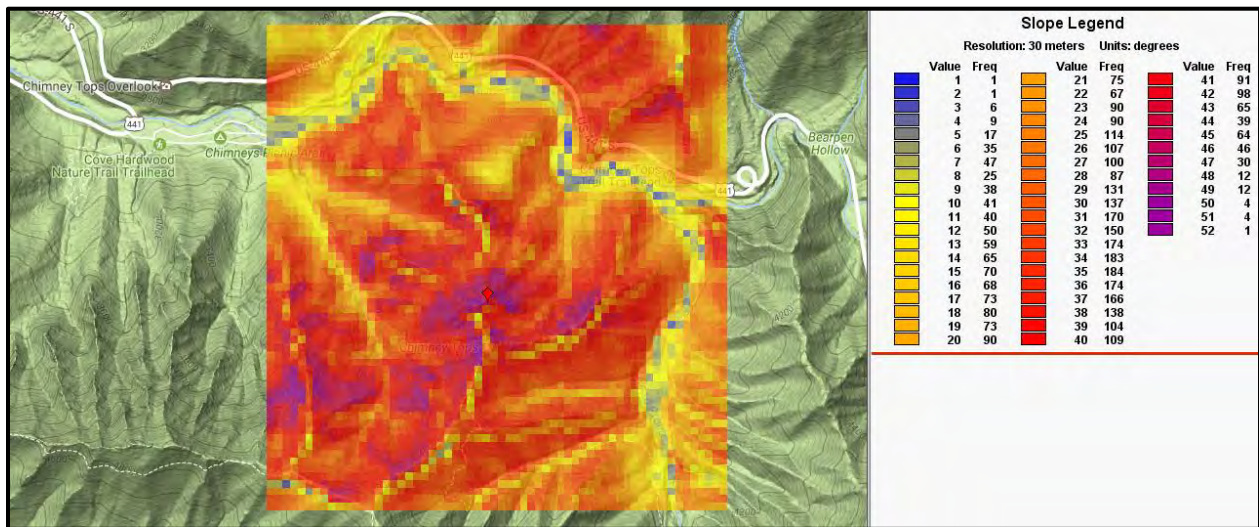 Slope Legend
Resolution: 30 meters Units: degrees
Value Freq Value Freq Value Freq
1 1 21 75 41 91
2 1 22 67 42 98
3 6 23 90 43 65
4 9 24 90 44 39
5 17 25 114 45 64
6 35 26 107 46 46
7 47 27 100 47 30
8 25 28 87 48 12
9 38 29 131 49 12
10 41 30 137 50 4
11 40 31 170 51 4
12 50 32 150 52 1
13 59 33 174
14 65 34 183
15 70 35 184
16 68 36 174
17 73 37 166
18 80 38 138
19 73 39 104
20 90 40 109
441
Chimney Tops Overlook
441
Cove Hardwood
Nature Trail Trailhead
Bearpen
Hollow
441
Chimney Tops
4200
4200